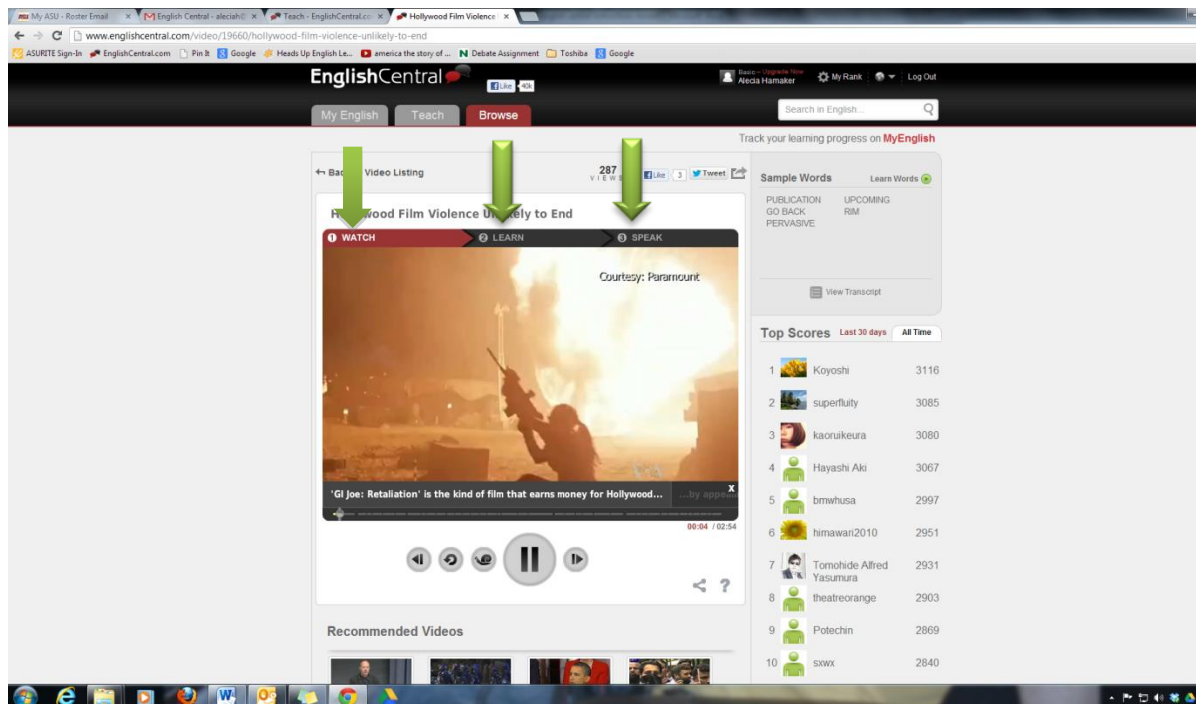 My ASU - Roster Email
English Central - aleciah
Teach - EnglishCentral.co
Hollywood Film Violence
www.englishcentral.com/video/19660/hollywood-film-violence-unlikely-to-end
ASURITE Sign-In EnglishCentral.com Pin It Google Heads Up English Le... america the story of ... Debate Assignment Toshiba Google
EnglishCentral
Like 40k
Basic - Upgrade Now
Alecia Hamaker
My Rank Log Out
My English Teach Browse
Search in English...
Track your learning progress on MyEnglish
Video Listing
287
VIEWS
Like 3 Tweet
Film Violence to End
1 WATCH 2 LEARN 3 SPEAK
Courtesy: Paramount
'GI Joe: Retaliation' is the kind of film that earns money for Hollywood... ...by
X
00:04 / 02:54
?
Recommended Videos
Sample Words Learn Words
PUBLICATION UPCOMING
GO BACK RIM
PERVASIVE
View Transcript
Top Scores Last 30 days All Time
1 Koyoshi 3116
2 superfluity 3085
3 kaoruikeura 3080
4 Hayashi Aki 3067
5 bmwhusa 2997
6 himawari2010 2951
7 Tomohide Alfred Yasumura 2931
8 theatreorange 2903
9 Potechin 2869
10 sxwx 2840